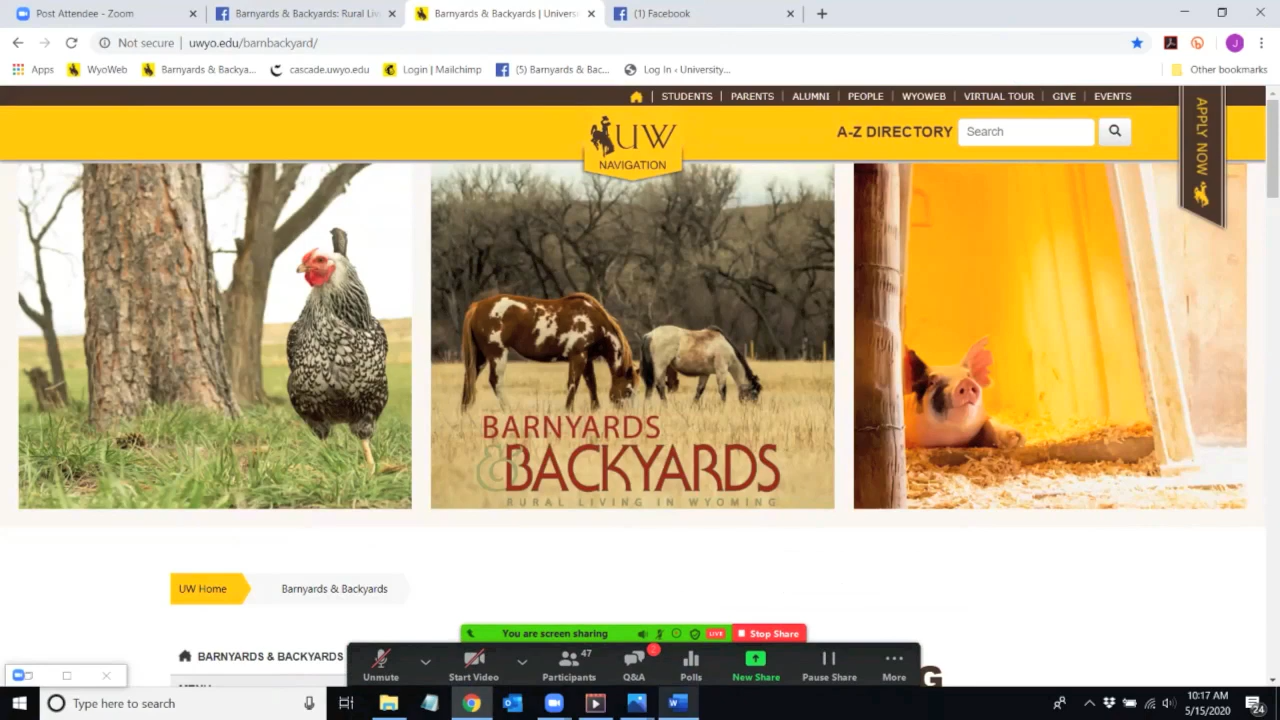 Post Attendee - Zoom
Barnyards & Backyards: Rural Liv
Barnyards & Backyards | Univers
(1) Facebook
Not secure | uwyo.edu/barnbackyard/
J
Apps
WyoWeb
Barnyards & Backya...
cascade.uwyo.edu
Login | Mailchimp
(5) Barnyards & Bac...
Log In ‹ University...
Other bookmarks
STUDENTS | PARENTS | ALUMNI | PEOPLE | WYOWEB | VIRTUAL TOUR | GIVE | EVENTS
UW
NAVIGATION
A-Z DIRECTORY
Search
APPLY NOW
BARNYARDS
& BACKYARDS
RURAL LIVING IN WYOMING
UW Home
Barnyards & Backyards
You are screen sharing
LIVE
Stop Share
BARNYARDS & BACKYARDS
G
47
2
Unmute
Start Video
Participants
Q&A
Polls
New Share
Pause Share
More
Type here to search
10:17 AM
5/15/2020
24